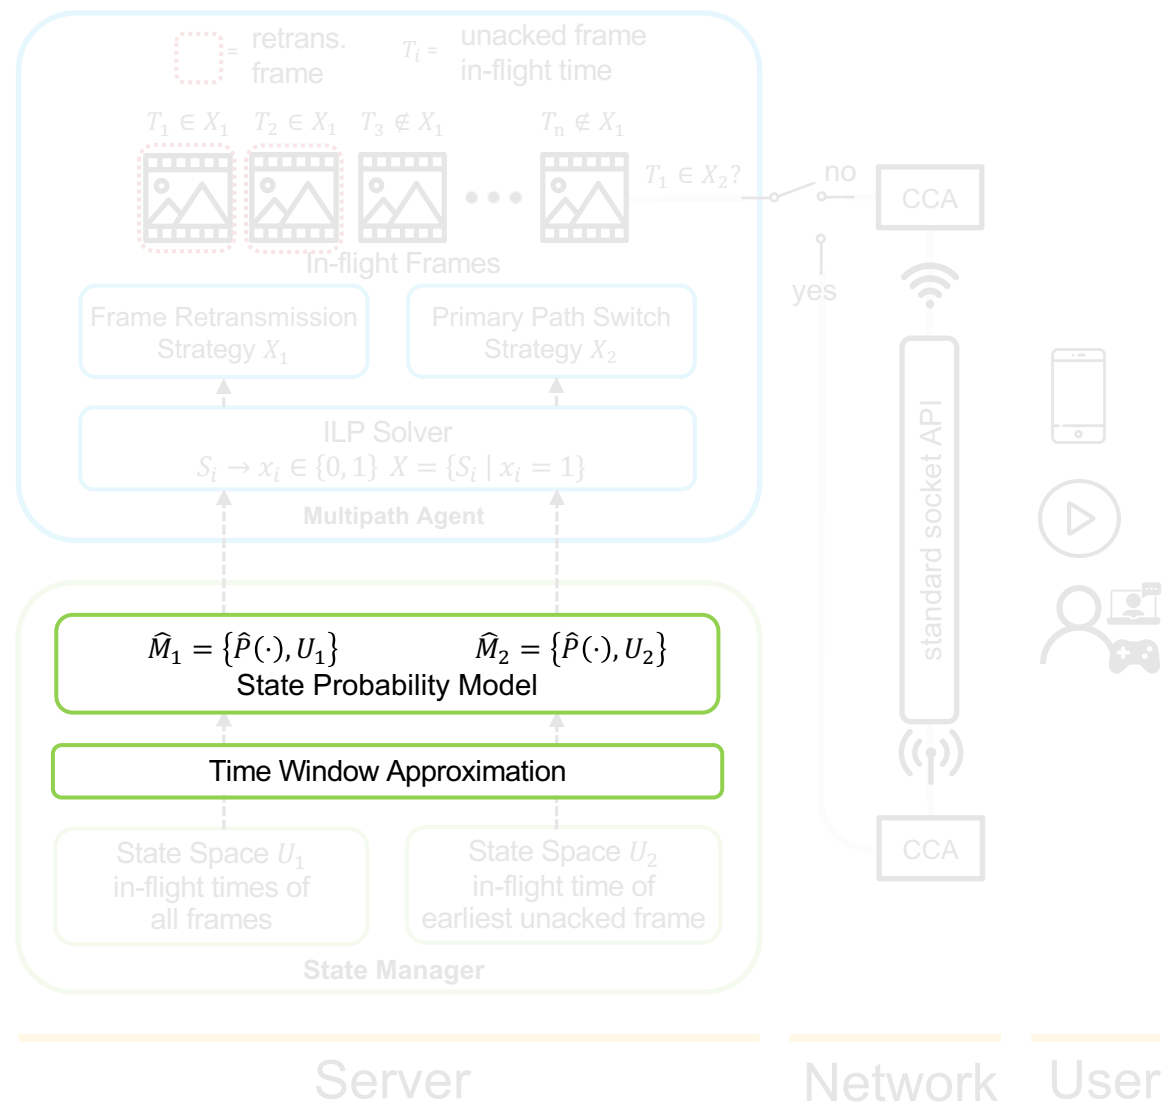 = retrans. frame
T_i = unacked frame in-flight time
T_1 ∈ X_1 T_2 ∈ X_1 T_3 ∉ X_1 T_n ∉ X_1
T_1 ∈ X_2?
no
yes
CCA
In-flight Frames
Frame Retransmission
Strategy X_1
Primary Path Switch
Strategy X_2
ILP Solver
S_i → x_i ∈ {0, 1} X = {S_i | x_i = 1}
Multipath Agent
standard socket API
M̂_1 = {P̂(·), U_1} M̂_2 = {P̂(·), U_2}
State Probability Model
Time Window Approximation
State Space U_1
in-flight times of
all frames
State Space U_2
in-flight time of
earliest unacked frame
State Manager
CCA
Server
Network
User